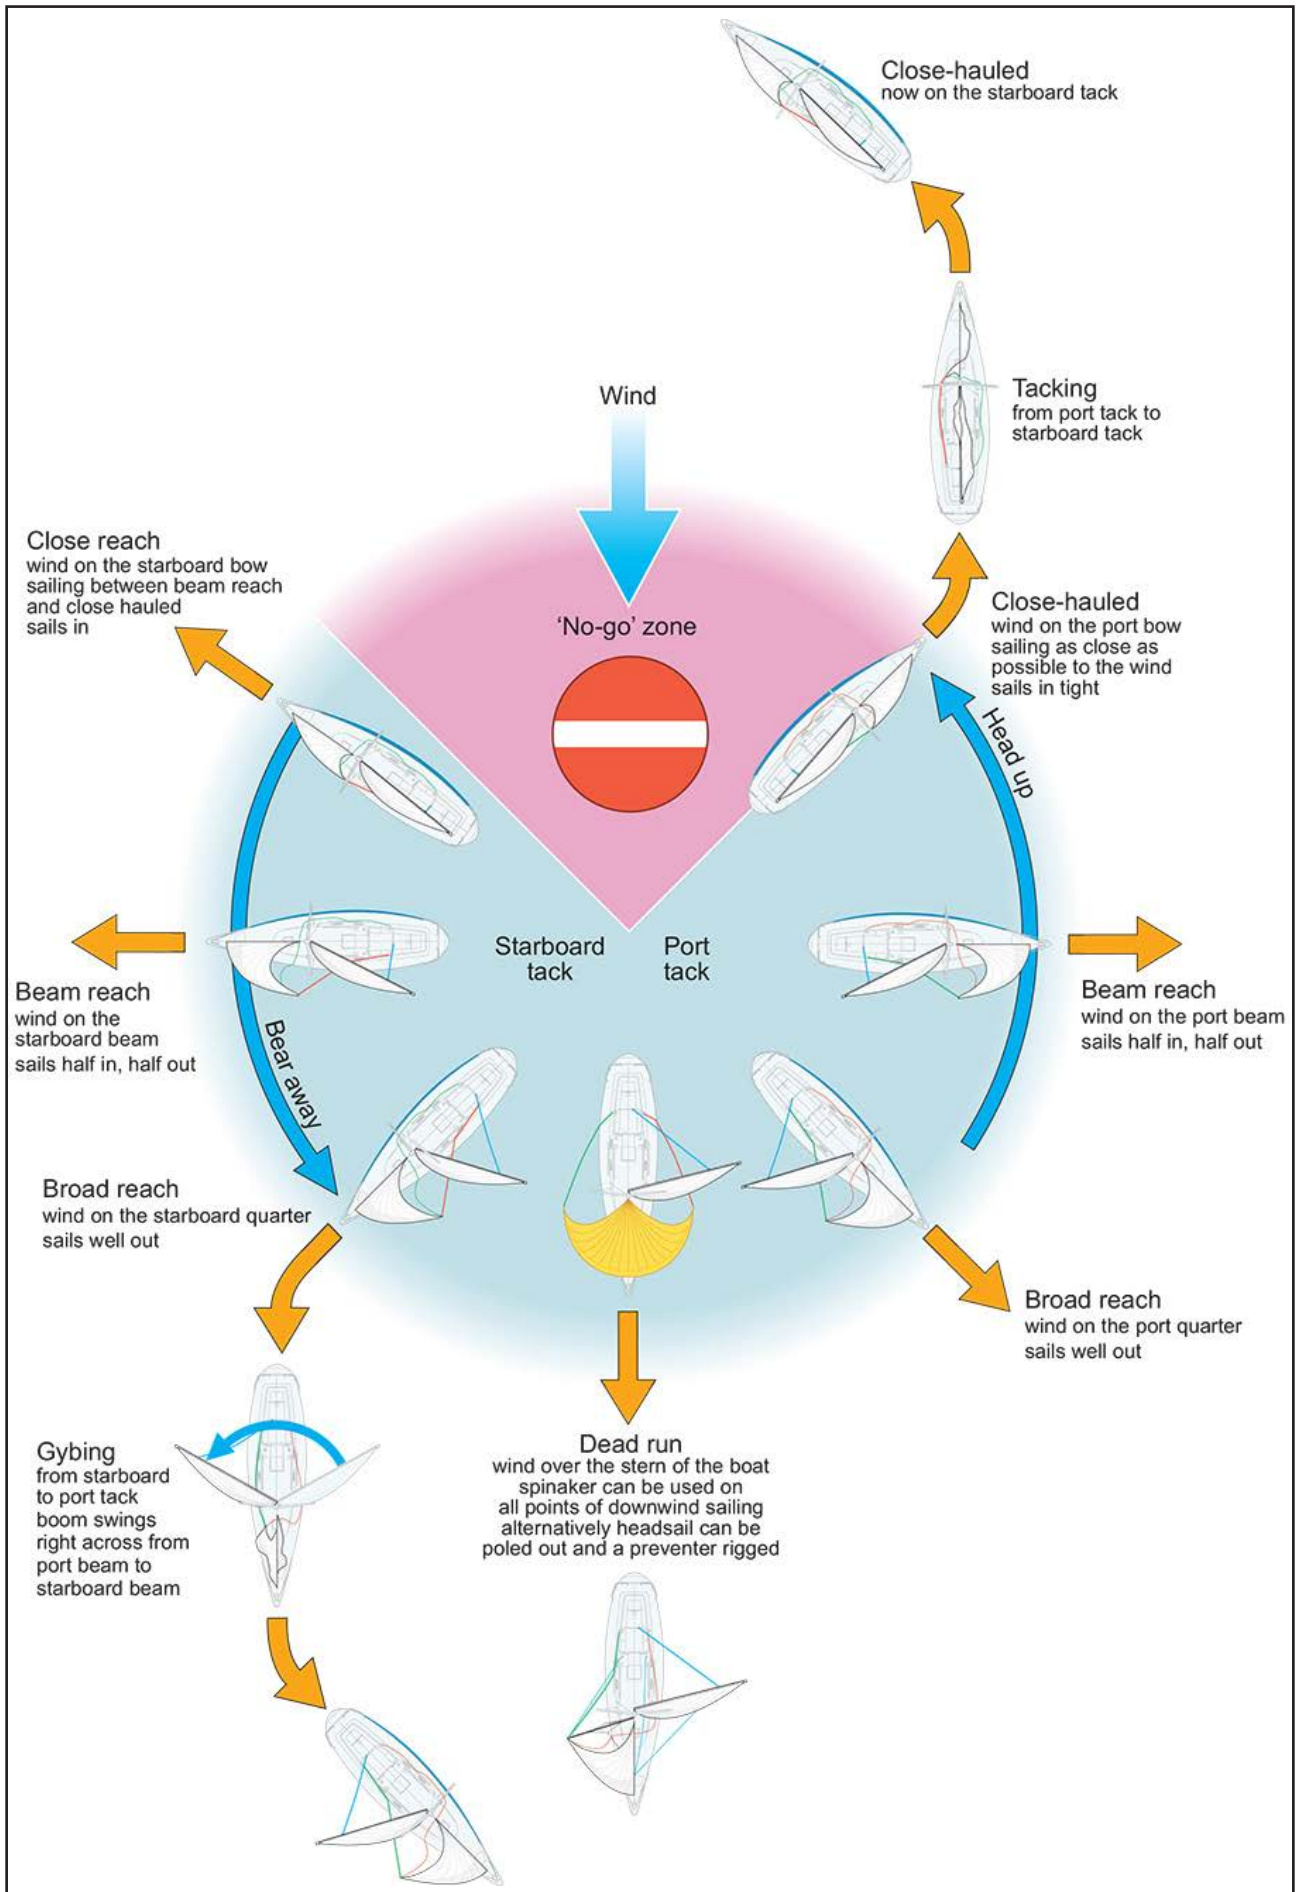 Close-hauled
now on the starboard tack
Wind
Tacking
from port tack to
starboard tack
Close reach
wind on the starboard bow
sailing between beam reach
and close hauled
sails in
'No-go' zone
Close-hauled
wind on the port bow
sailing as close as
possible to the wind
sails in tight
Head up
Starboard
tack
Port
tack
Beam reach
wind on the
starboard beam
sails half in, half out
Beam reach
wind on the port beam
sails half in, half out
Bear away
Broad reach
wind on the starboard quarter
sails well out
Broad reach
wind on the port quarter
sails well out
Gybing
from starboard
to port tack
boom swings
right across from
port beam to
starboard beam
Dead run
wind over the stern of the boat
spinaker can be used on
all points of downwind sailing
alternatively headsail can be
poled out and a preventer rigged